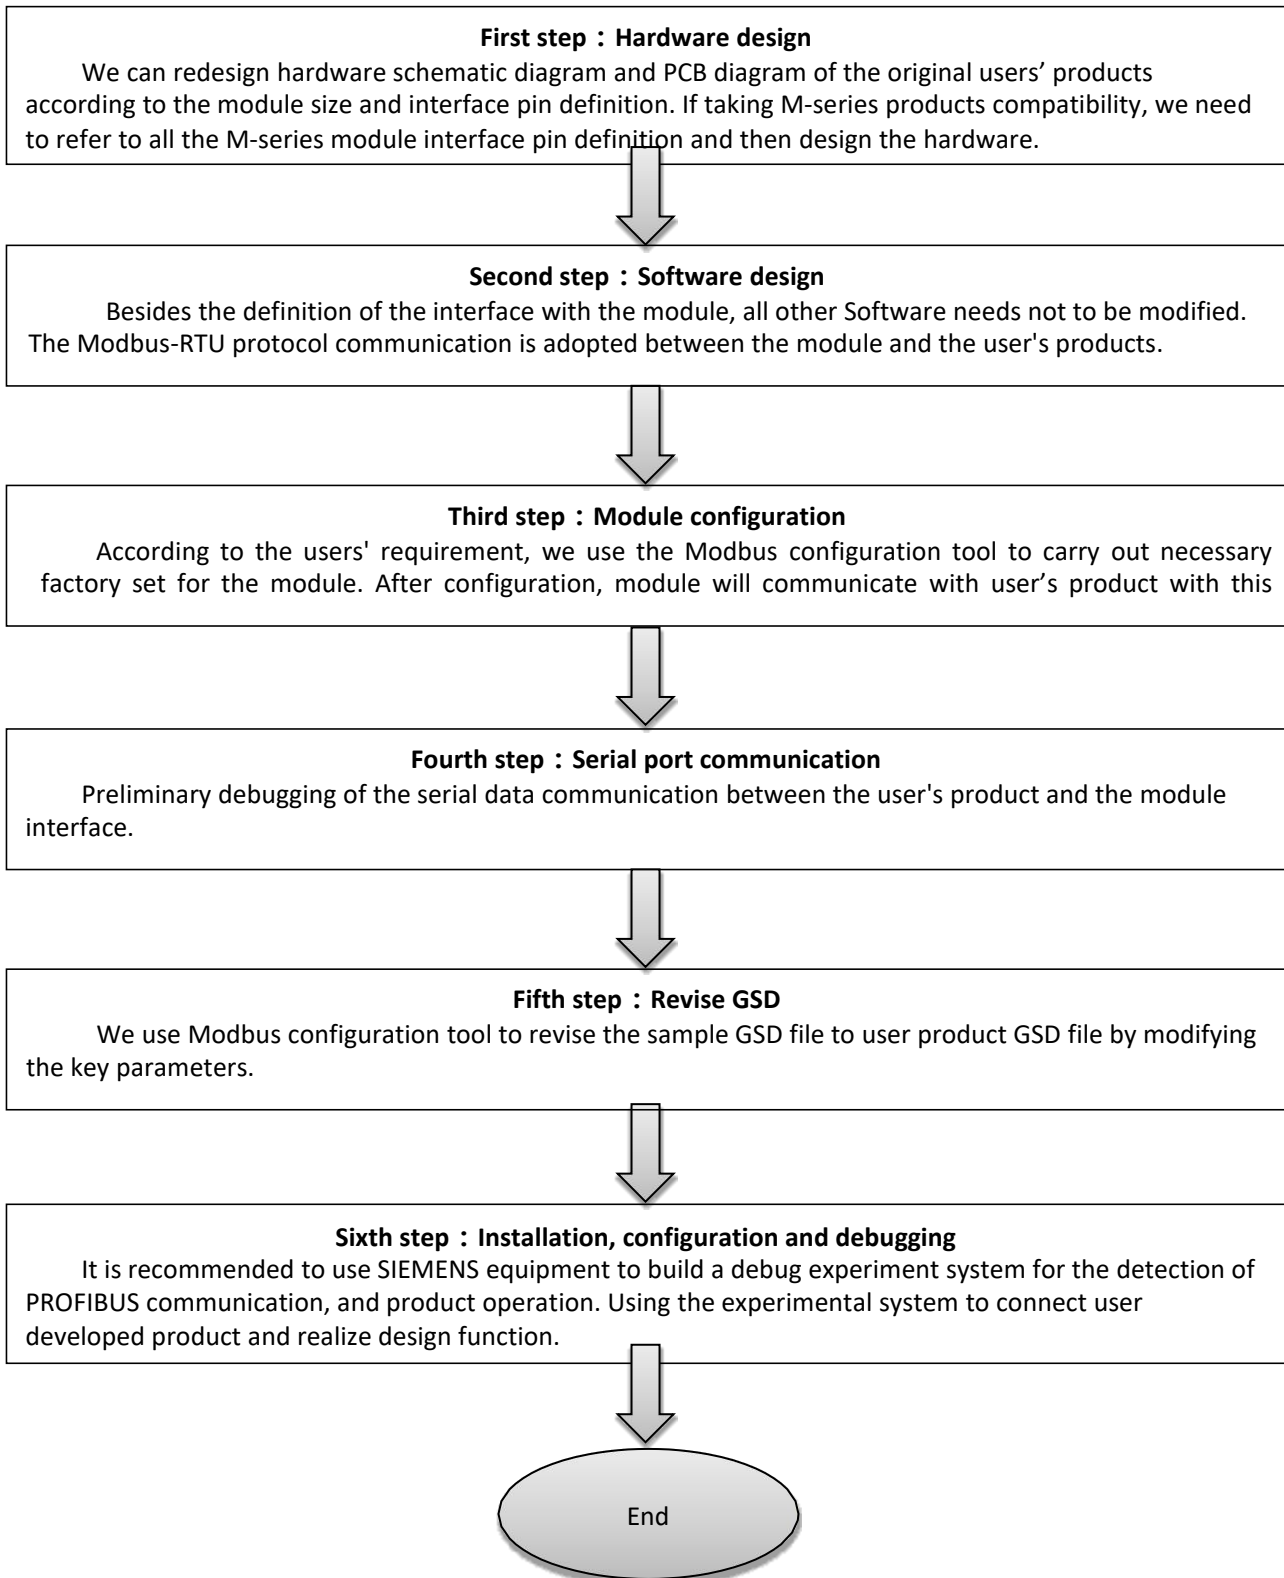 First step：Hardware design
We can redesign hardware schematic diagram and PCB diagram of the original users’ products
according to the module size and interface pin definition. If taking M-series products compatibility, we need
to refer to all the M-series module interface pin definition and then design the hardware.
Second step：Software design
Besides the definition of the interface with the module, all other Software needs not to be modified.
The Modbus-RTU protocol communication is adopted between the module and the user's products.
Third step：Module configuration
According to the users' requirement, we use the Modbus configuration tool to carry out necessary
factory set for the module. After configuration, module will communicate with user’s product with this
Fourth step：Serial port communication
Preliminary debugging of the serial data communication between the user's product and the module
interface.
Fifth step：Revise GSD
We use Modbus configuration tool to revise the sample GSD file to user product GSD file by modifying
the key parameters.
Sixth step：Installation, configuration and debugging
It is recommended to use SIEMENS equipment to build a debug experiment system for the detection of
PROFIBUS communication, and product operation. Using the experimental system to connect user
developed product and realize design function.
End